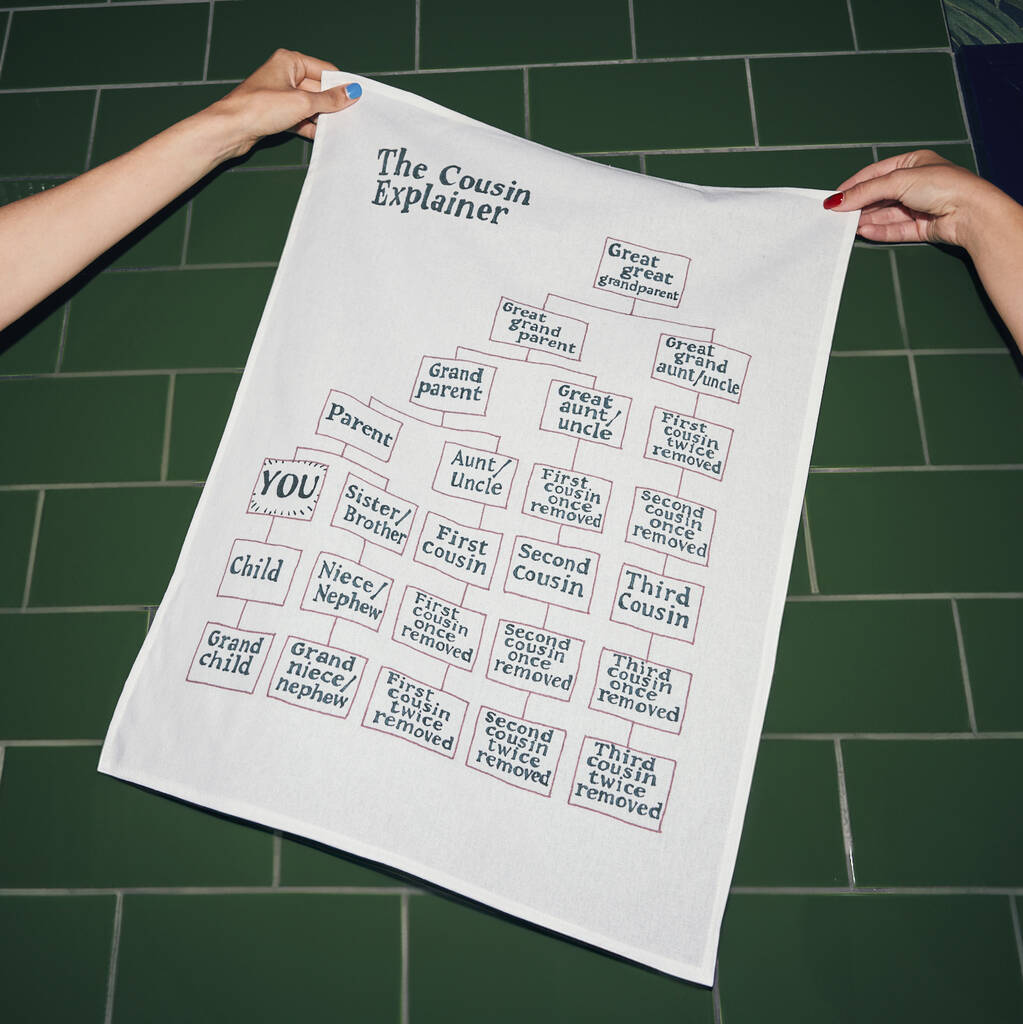 The Cousin
Explainer
Great
great
grandparent
Great
grand
parent
Great
grand
aunt/uncle
Grand
parent
Great
aunt/
uncle
First
cousin
twice
removed
Parent
Aunt/
Uncle
First
cousin
once
removed
Second
cousin
once
removed
YOU
Sister/
Brother
First
Cousin
Second
Cousin
Third
Cousin
Child
Niece/
Nephew
First
cousin
once
removed
Second
cousin
once
removed
Third
cousin
once
removed
Grand
child
Grand
niece/
nephew
First
cousin
twice
removed
Second
cousin
twice
removed
Third
cousin
twice
removed